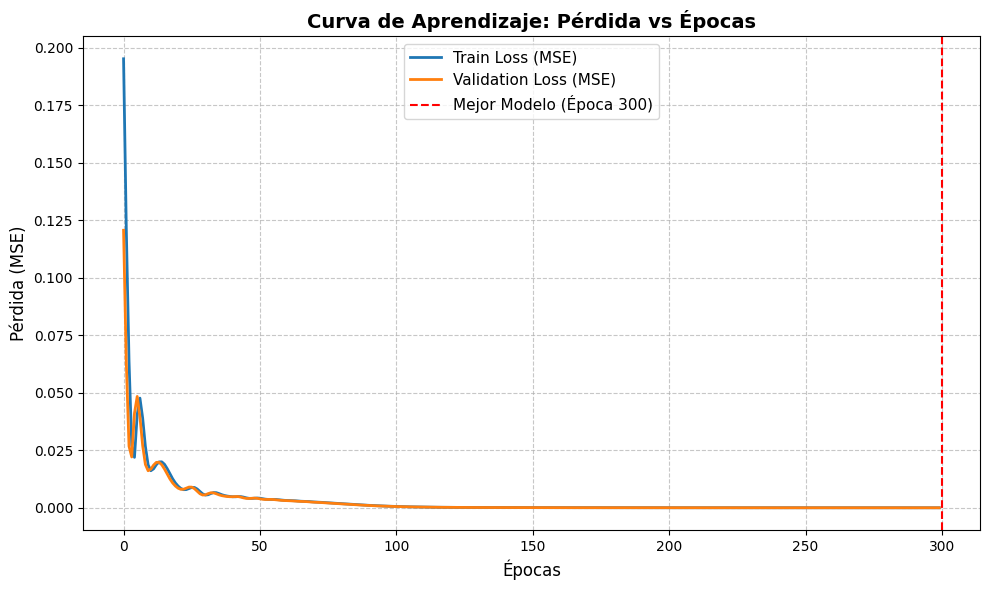 Curva de Aprendizaje: Pérdida vs Épocas
Train Loss (MSE)
Validation Loss (MSE)
Mejor Modelo (Época 300)
Pérdida (MSE)
0.200
0.175
0.150
0.125
0.100
0.075
0.050
0.025
0.000
0 50 100 150 200 250 300
Épocas